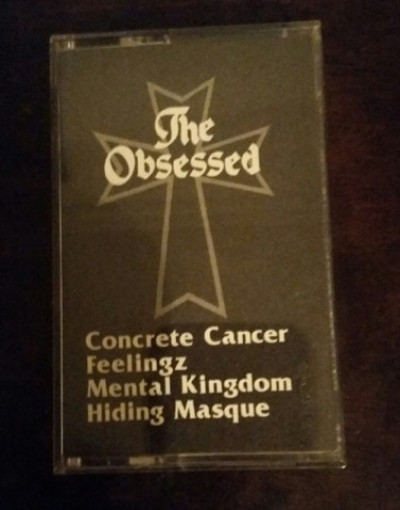 The
Obsessed
Concrete Cancer
Feelingz
Mental Kingdom
Hiding Masque